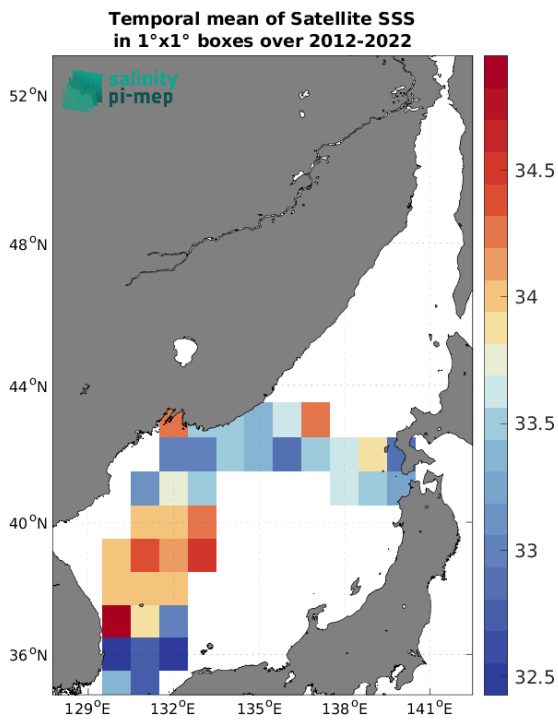 Temporal mean of Satellite SSS
in 1°x1° boxes over 2012-2022
salinity
pi-mep
52°N
48°N
44°N
40°N
36°N
129°E 132°E 135°E 138°E 141°E
34.5
34
33.5
33
32.5